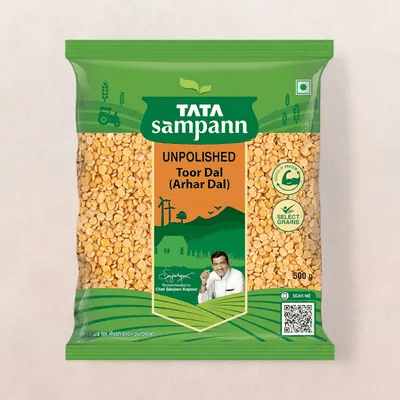 TATA
sampann
UNPOLISHED
Toor Dal
(Arhar Dal)
SELECT
GRAINS
Recommended by
Chef Sanjeev Kapoor
500 g
SCAN ME
for illustration purpose